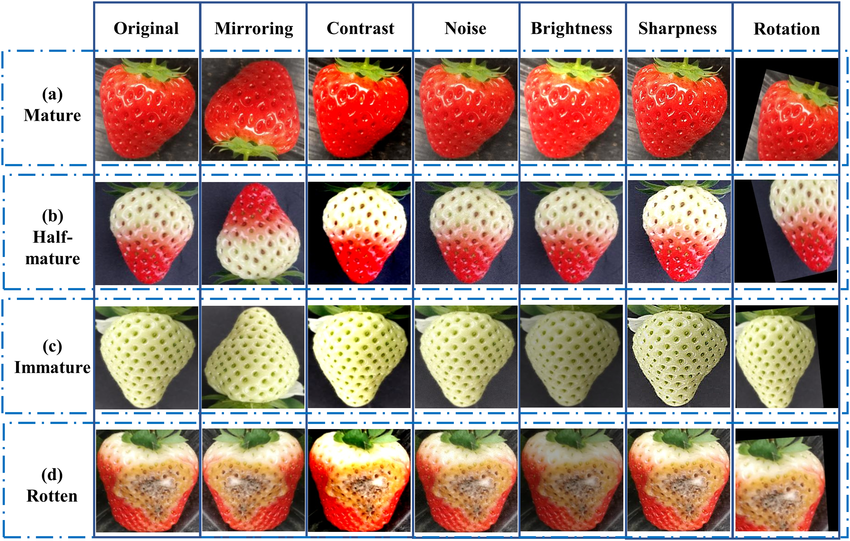 Original Mirroring Contrast Noise Brightness Sharpness Rotation
(a)
Mature
(b)
Half-
mature
(c)
Immature
(d)
Rotten